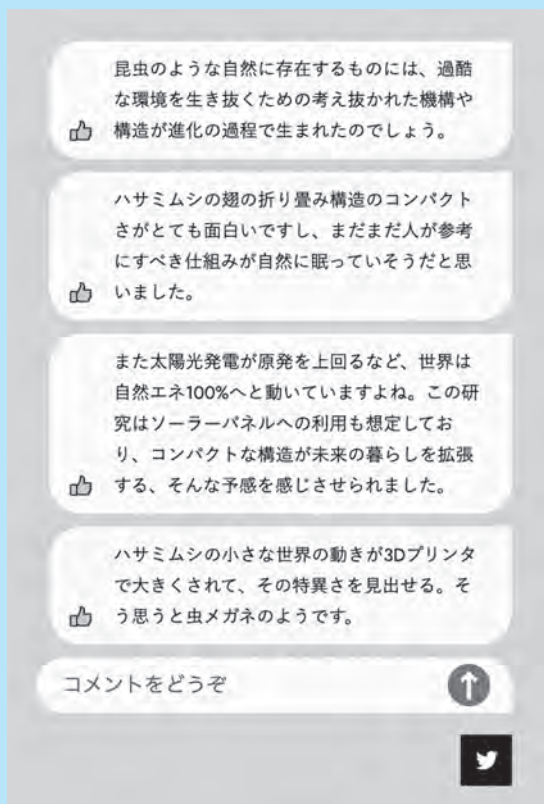 昆虫のような自然に存在するものには、過酷
な環境を生き抜くための考え抜かれた機構や
構造が進化の過程で生まれたのでしょう。
ハサミムシの翅の折り畳み構造のコンパクト
さがとても面白いですし、まだまだ人が参考
にすべき仕組みが自然に眠っていそうだと思
いました。
また太陽光発電が原発を上回るなど、世界は
自然エネ100%へと動いていますよね。この研
究はソーラーパネルへの利用も想定してお
り、コンパクトな構造が未来の暮らしを拡張
する、そんな予感を感じさせられました。
ハサミムシの小さな世界の動きが3Dプリンタ
で大きくされて、その特異さを見出せる。そ
う思うと虫メガネのようです。
コメントをどうぞ